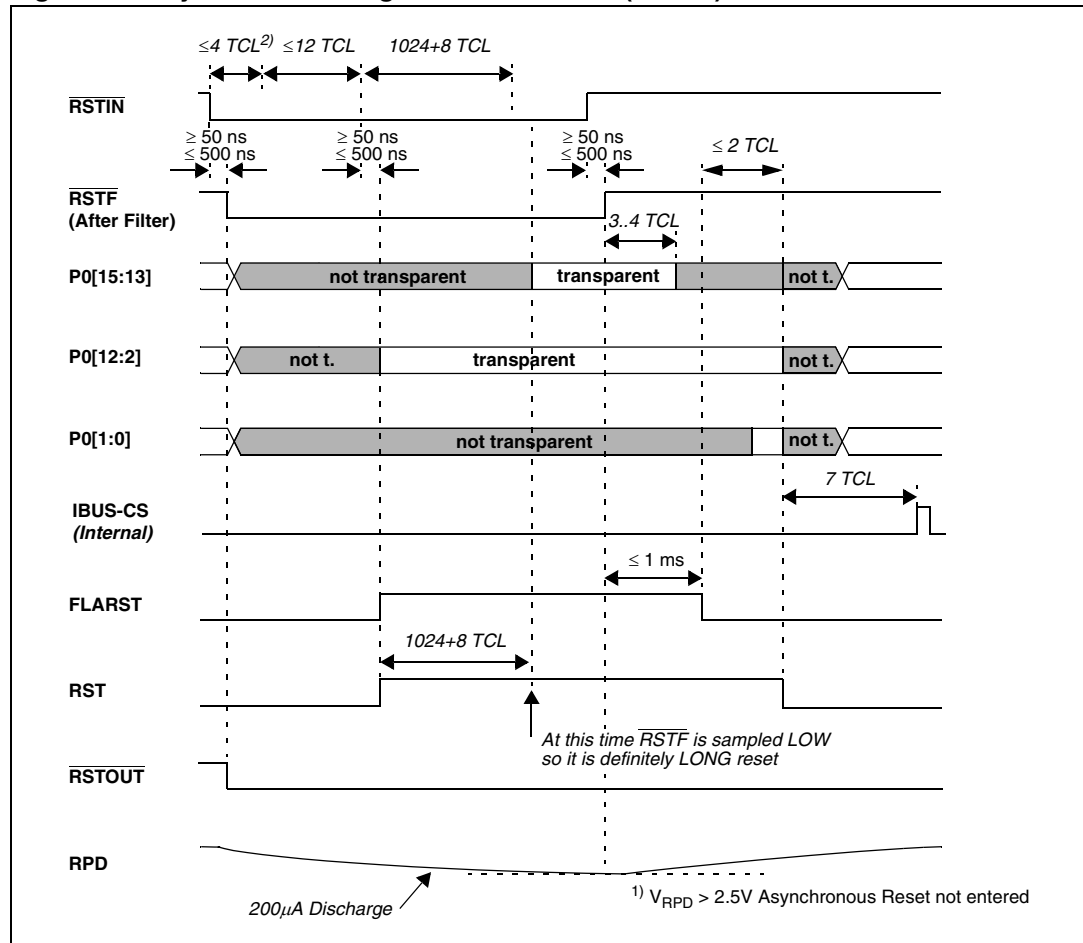 ≤4 TCL2) ≤12 TCL 1024+8 TCL
RSTIN
≥ 50 ns ≥ 50 ns ≥ 50 ns
≤ 500 ns ≤ 500 ns ≤ 500 ns
≤ 2 TCL
RSTF
(After Filter)
3..4 TCL
P0[15:13] not transparent transparent not t.
P0[12:2] not t. transparent not t.
P0[1:0] not transparent not t.
7 TCL
IBUS-CS
(Internal)
≤ 1 ms
FLARST
1024+8 TCL
RST
At this time RSTF is sampled LOW
so it is definitely LONG reset
RSTOUT
RPD
1) VRPD > 2.5V Asynchronous Reset not entered
200μA Discharge